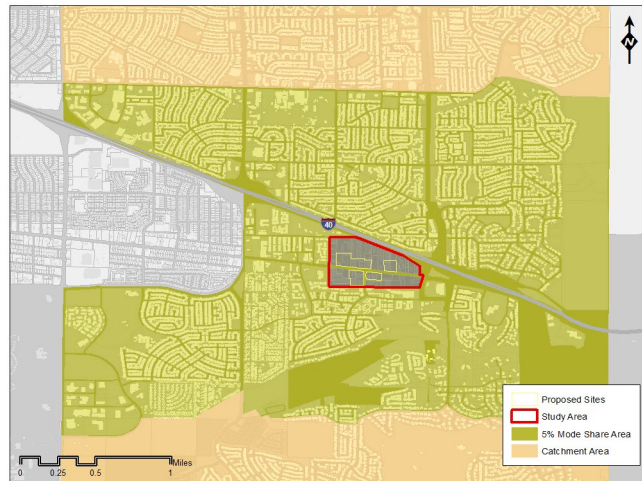 N
40
Proposed Sites
Study Area
5% Mode Share Area
Catchment Area
Miles
0 0.25 0.5 1